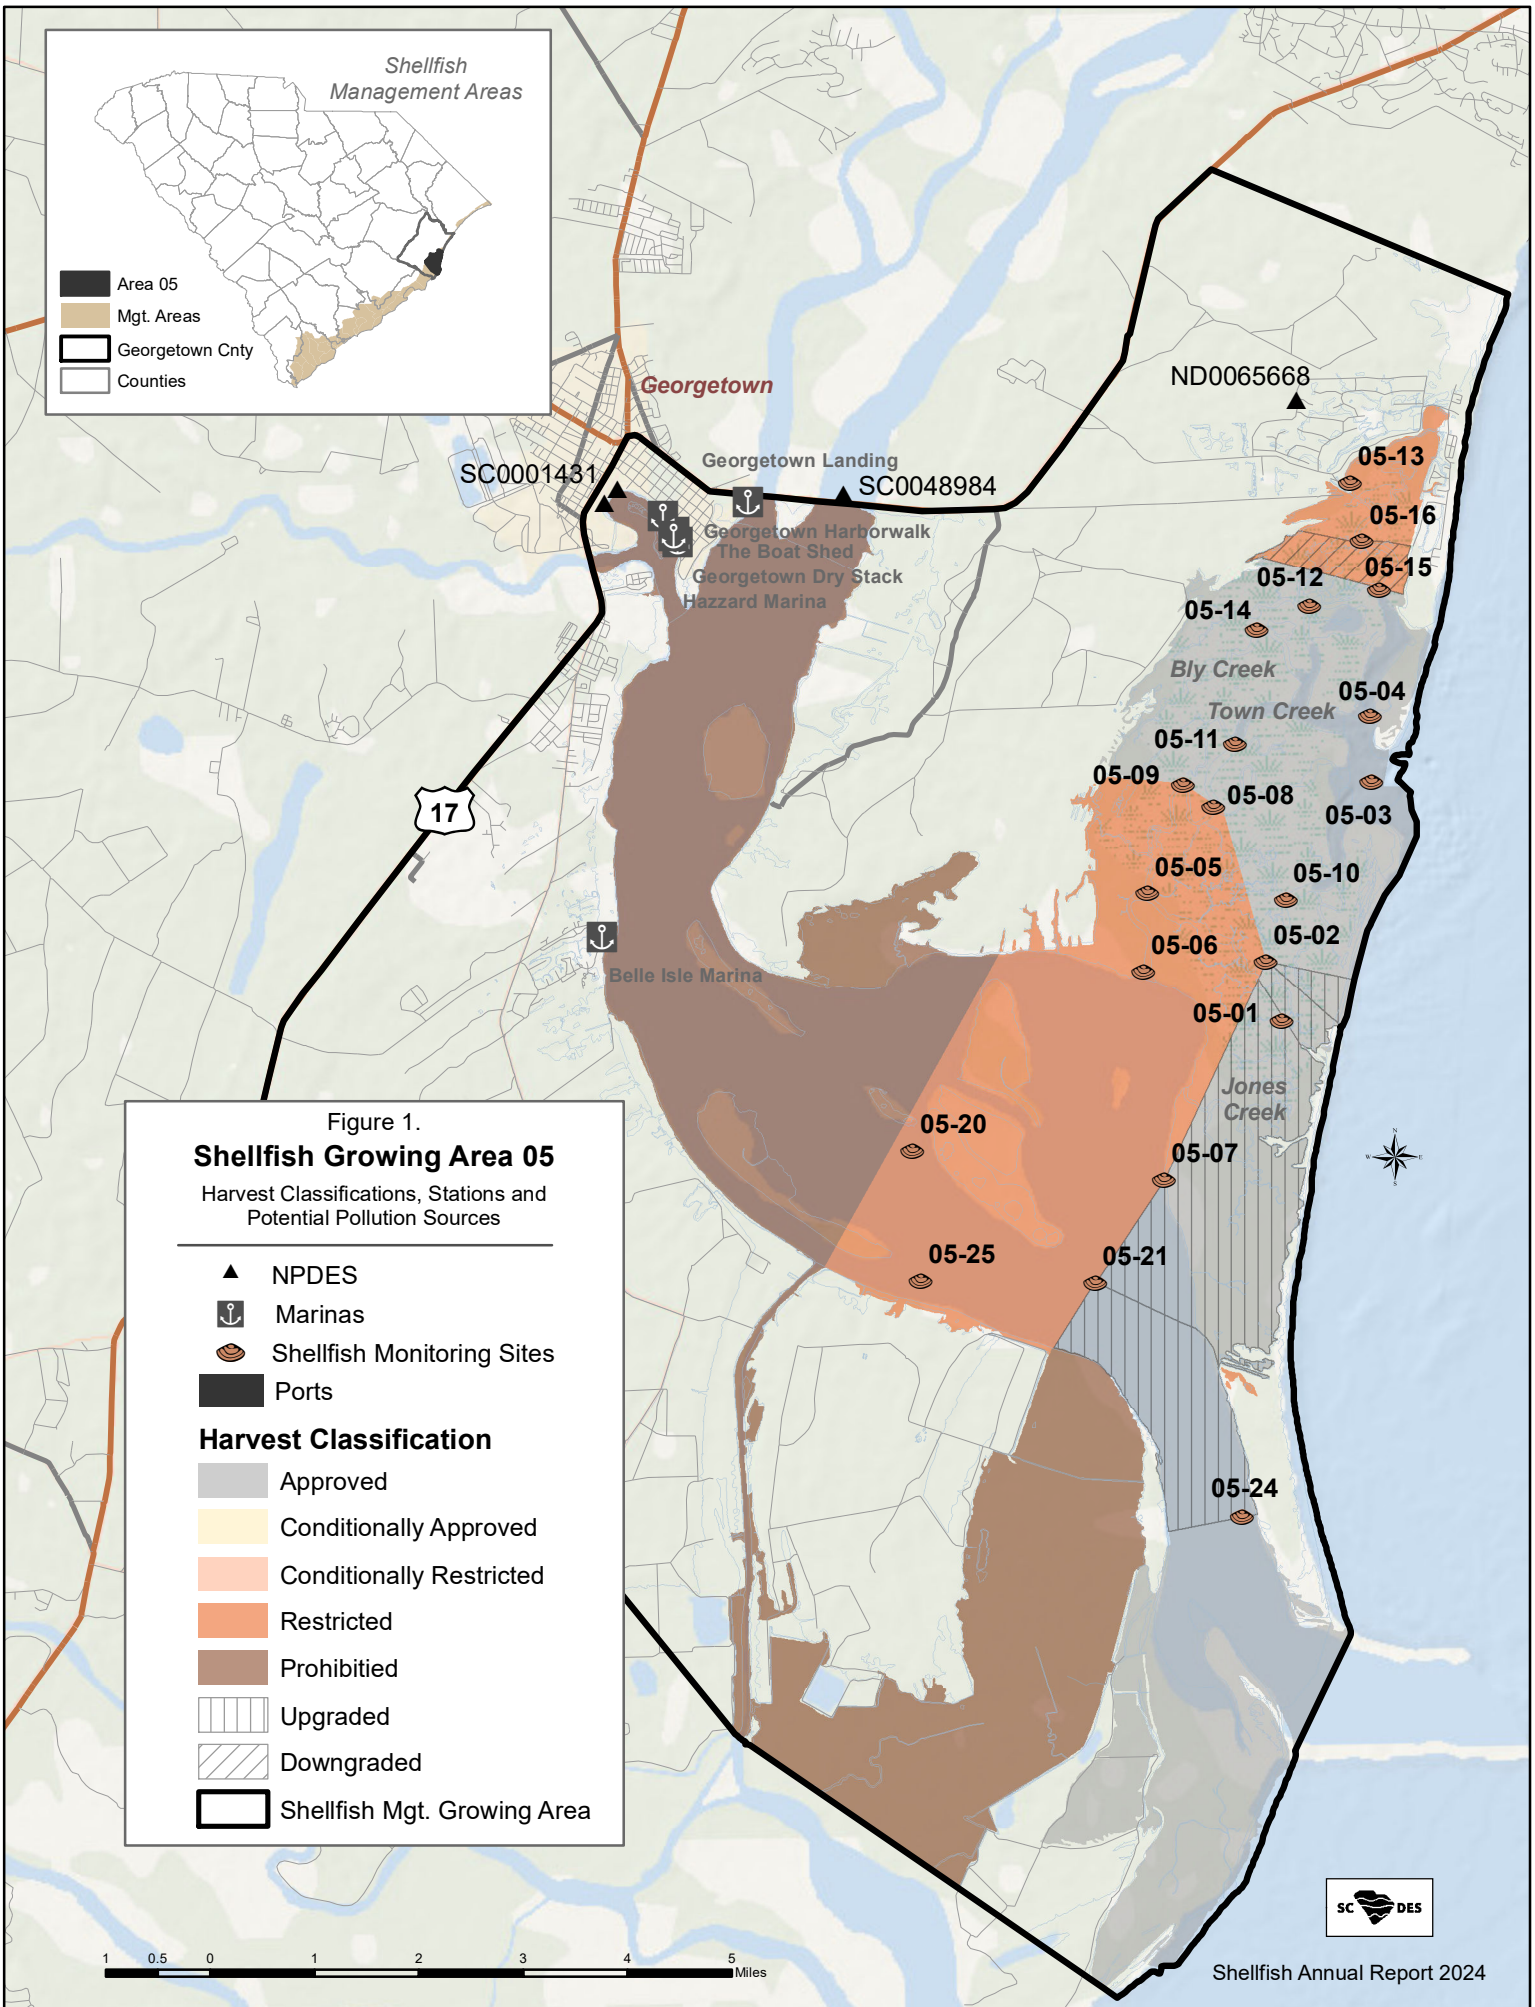 Shellfish
Management Areas
Area 05
Mgt. Areas
Georgetown Cnty
Counties
Georgetown
ND0065668
SC0001431
Georgetown Landing
SC0048984
Georgetown Harborwalk
The Boat Shed
Georgetown Dry Stack
Hazzard Marina
05-13
05-16
05-15
05-12
05-14
Bly Creek
05-04
Town Creek
05-11
05-09
05-08
05-03
17
05-05
05-10
05-02
05-06
Belle Isle Marina
05-01
Jones
Creek
05-20
05-07
05-25
05-21
05-24
N
W
E
S
Figure 1.
Shellfish Growing Area 05
Harvest Classifications, Stations and
Potential Pollution Sources
NPDES
Marinas
Shellfish Monitoring Sites
Ports
Harvest Classification
Approved
Conditionally Approved
Conditionally Restricted
Restricted
Prohibitied
Upgraded
Downgraded
Shellfish Mgt. Growing Area
1 0.5 0 1 2 3 4 5
Miles
SC DES
Shellfish Annual Report 2024